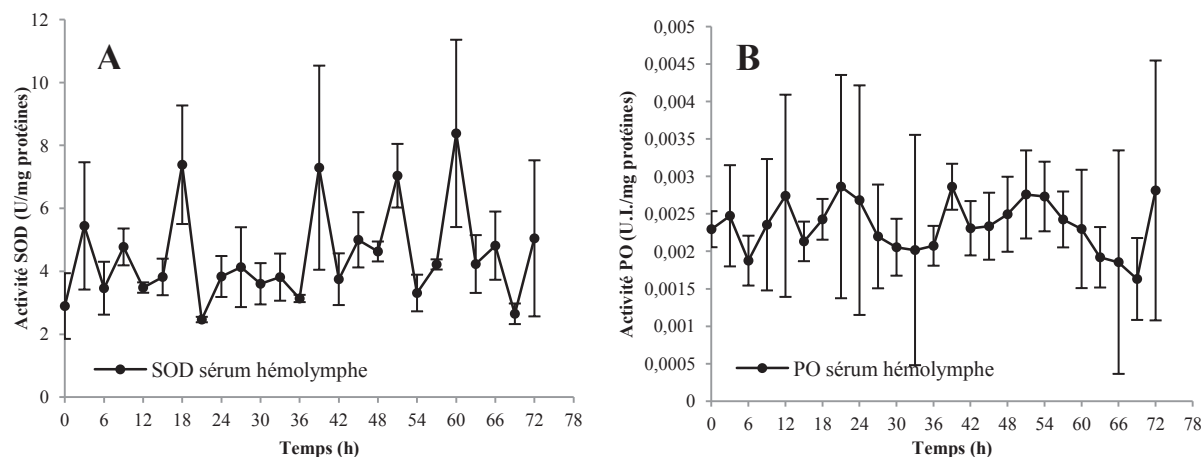 A
Activité SOD (U/mg protéines)
12
10
8
6
4
2
0
SOD sérum hémolymphe
0 6 12 18 24 30 36 42 48 54 60 66 72 78
Temps (h)
B
Activité PO (U.I./mg protéines)
0,005
0,0045
0,004
0,0035
0,003
0,0025
0,002
0,0015
0,001
0,0005
0
PO sérum hémolymphe
0 6 12 18 24 30 36 42 48 54 60 66 72 78
Temps (h)